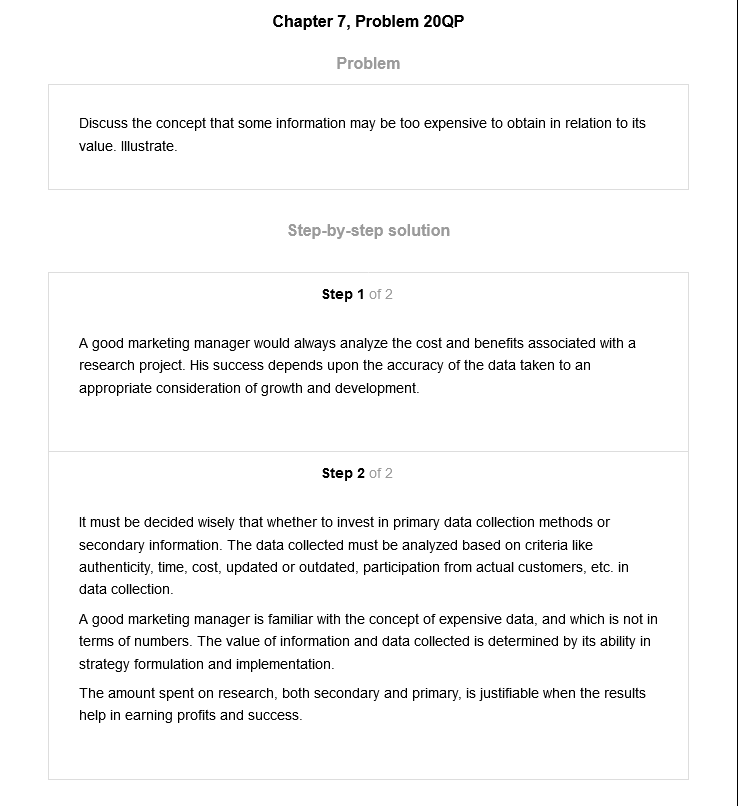 Chapter 7, Problem 20QP
Problem
Discuss the concept that some information may be too expensive to obtain in relation to its
value. Illustrate.
Step-by-step solution
Step 1 of 2
A good marketing manager would always analyze the cost and benefits associated with a
research project. His success depends upon the accuracy of the data taken to an
appropriate consideration of growth and development.
Step 2 of 2
It must be decided wisely that whether to invest in primary data collection methods or
secondary information. The data collected must be analyzed based on criteria like
authenticity, time, cost, updated or outdated, participation from actual customers, etc. in
data collection.
A good marketing manager is familiar with the concept of expensive data, and which is not in
terms of numbers. The value of information and data collected is determined by its ability in
strategy formulation and implementation.
The amount spent on research, both secondary and primary, is justifiable when the results
help in earning profits and success.